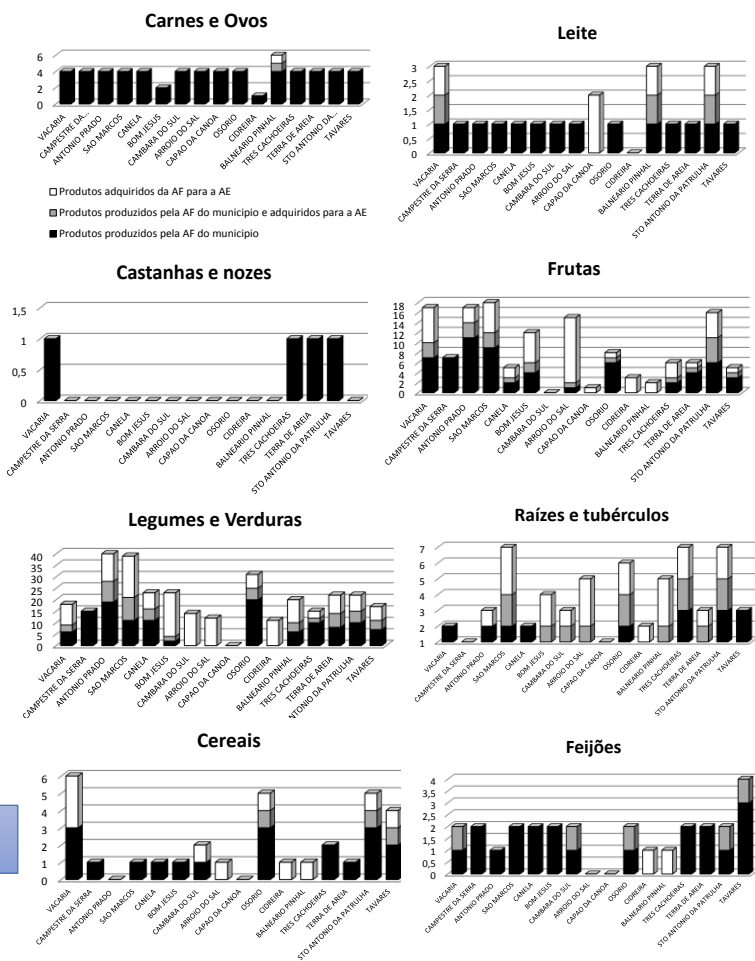 Carnes e Ovos
6
4
2
0
VACARIA
CAMPESTRE DA...
ANTONIO PRADO
SAO MARCOS
CANELA
BOM JESUS
CAMBARA DO SUL
ARROIO DO SAL
CAPAO DA CANOA
OSORIO
CIDREIRA
BALNEARIO PINHAL
TRES CACHOEIRAS
TERRA DE AREIA
STO ANTONIO DA...
TAVARES
Produtos adquiridos da AF para a AE
Produtos produzidos pela AF do municipio e adquiridos para a AE
Produtos produzidos pela AF do municipio
Leite
3
2,5
2
1,5
1
0,5
0
VACARIA
CAMPESTRE DA SERRA
ANTONIO PRADO
SAO MARCOS
CANELA
BOM JESUS
CAMBARA DO SUL
ARROIO DO SAL
CAPAO DA CANOA
OSORIO
CIDREIRA
BALNEARIO PINHAL
TRES CACHOEIRAS
TERRA DE AREIA
STO ANTONIO DA PATRULHA
TAVARES
Castanhas e nozes
1,5
1
0,5
0
VACARIA
CAMPESTRE DA SERRA
ANTONIO PRADO
SAO MARCOS
CANELA
BOM JESUS
CAMBARA DO SUL
ARROIO DO SAL
CAPAO DA CANOA
OSORIO
CIDREIRA
BALNEARIO PINHAL
TRES CACHOEIRAS
TERRA DE AREIA
STO ANTONIO DA PATRULHA
TAVARES
Frutas
18
16
14
12
10
8
6
4
2
0
VACARIA
CAMPESTRE DA SERRA
ANTONIO PRADO
SAO MARCOS
CANELA
BOM JESUS
CAMBARA DO SUL
ARROIO DO SAL
CAPAO DA CANOA
OSORIO
CIDREIRA
BALNEARIO PINHAL
TRES CACHOEIRAS
TERRA DE AREIA
STO ANTONIO DA PATRULHA
TAVARES
Legumes e Verduras
40
35
30
25
20
15
10
5
0
VACARIA
CAMPESTRE DA SERRA
ANTONIO PRADO
SAO MARCOS
CANELA
BOM JESUS
CAMBARA DO SUL
ARROIO DO SAL
CAPAO DA CANOA
OSORIO
CIDREIRA
BALNEARIO PINHAL
TRES CACHOEIRAS
TERRA DE AREIA
NTONIO DA PATRULHA
TAVARES
Raízes e tubérculos
7
6
5
4
3
2
1
VACARIA
CAMPESTRE DA SERRA
ANTONIO PRADO
SAO MARCOS
CANELA
BOM JESUS
CAMBARA DO SUL
ARROIO DO SAL
CAPAO DA CANOA
OSORIO
CIDREIRA
BALNEARIO PINHAL
TRES CACHOEIRAS
TERRA DE AREIA
STO ANTONIO DA PATRULHA
TAVARES
Cereais
6
5
4
3
2
1
0
VACARIA
CAMPESTRE DA SERRA
ANTONIO PRADO
SAO MARCOS
CANELA
BOM JESUS
CAMBARA DO SUL
ARROIO DO SAL
CAPAO DA CANOA
OSORIO
CIDREIRA
BALNEARIO PINHAL
TRES CACHOEIRAS
TERRA DE AREIA
STO ANTONIO DA PATRULHA
TAVARES
Feijões
4
3,5
3
2,5
2
1,5
1
0,5
0
VACARIA
CAMPESTRE DA SERRA
ANTONIO PRADO
SAO MARCOS
CANELA
BOM JESUS
CAMBARA DO SUL
ARROIO DO SAL
CAPAO DA CANOA
OSORIO
CIDREIRA
BALNEARIO PINHAL
TRES CACHOEIRAS
TERRA DE AREIA
STO ANTONIO DA PATRULHA
TAVARES